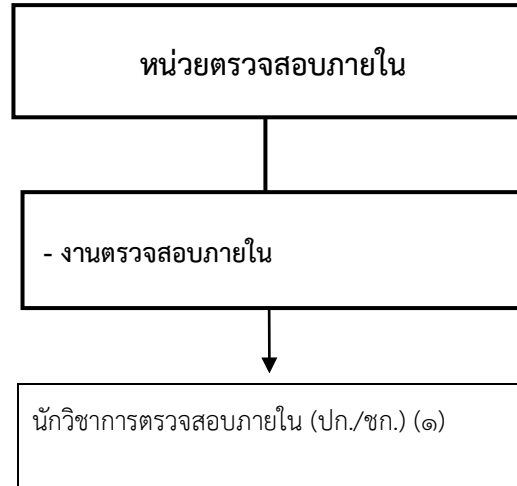 หน่วยตรวจสอบภายใน
- งานตรวจสอบภายใน
นักวิชาการตรวจสอบภายใน (ปก./ชก.) (๑)